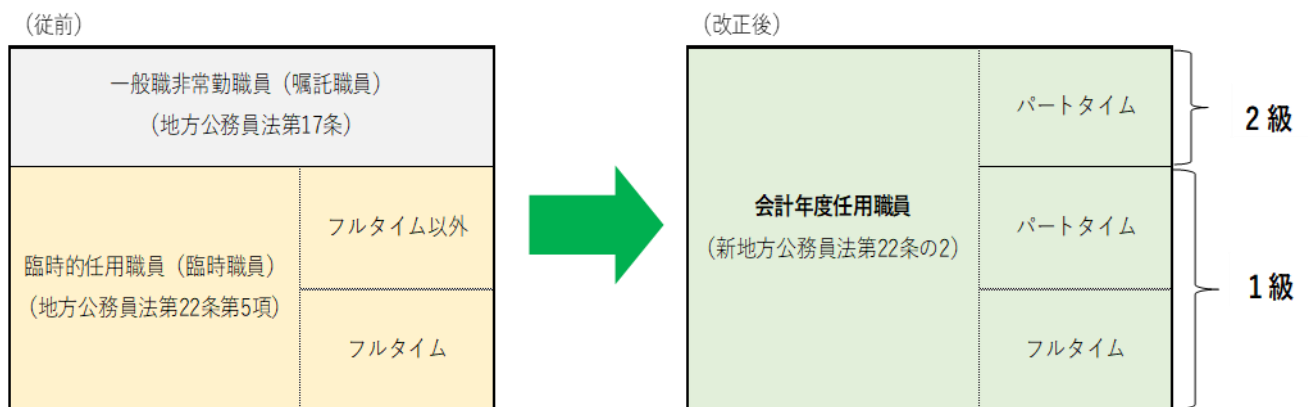 （従前）
一般職非常勤職員（嘱託職員）
（地方公務員法第17条）
臨時的任用職員（臨時職員）
（地方公務員法第22条第5項）
フルタイム以外
フルタイム
（改正後）
会計年度任用職員
（新地方公務員法第22条の2）
パートタイム
パートタイム
フルタイム
２級
１級